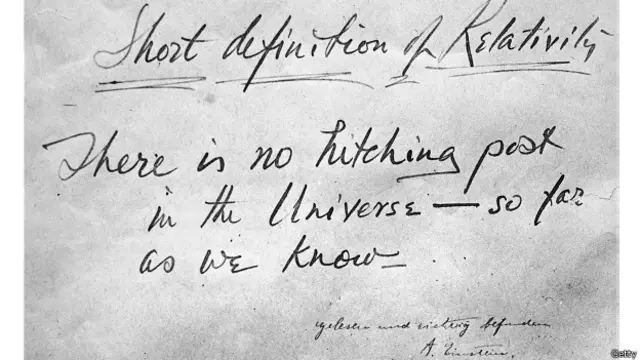 Short definition of Relativity
There is no hitching post
in the Universe — so far
as we know
gelesen und richtig befunden
A. Einstein.
Getty